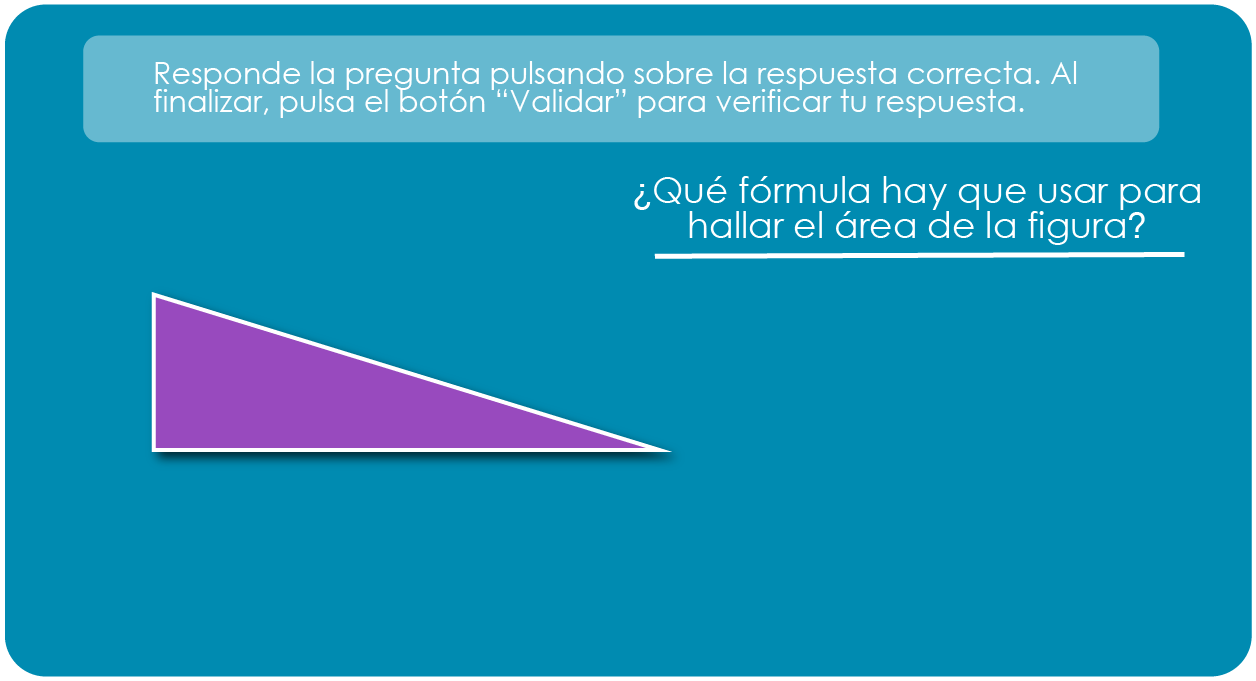 Responde la pregunta pulsando sobre la respuesta correcta. Al
finalizar, pulsa el botón “Validar” para verificar tu respuesta.
¿Qué fórmula hay que usar para
hallar el área de la figura?